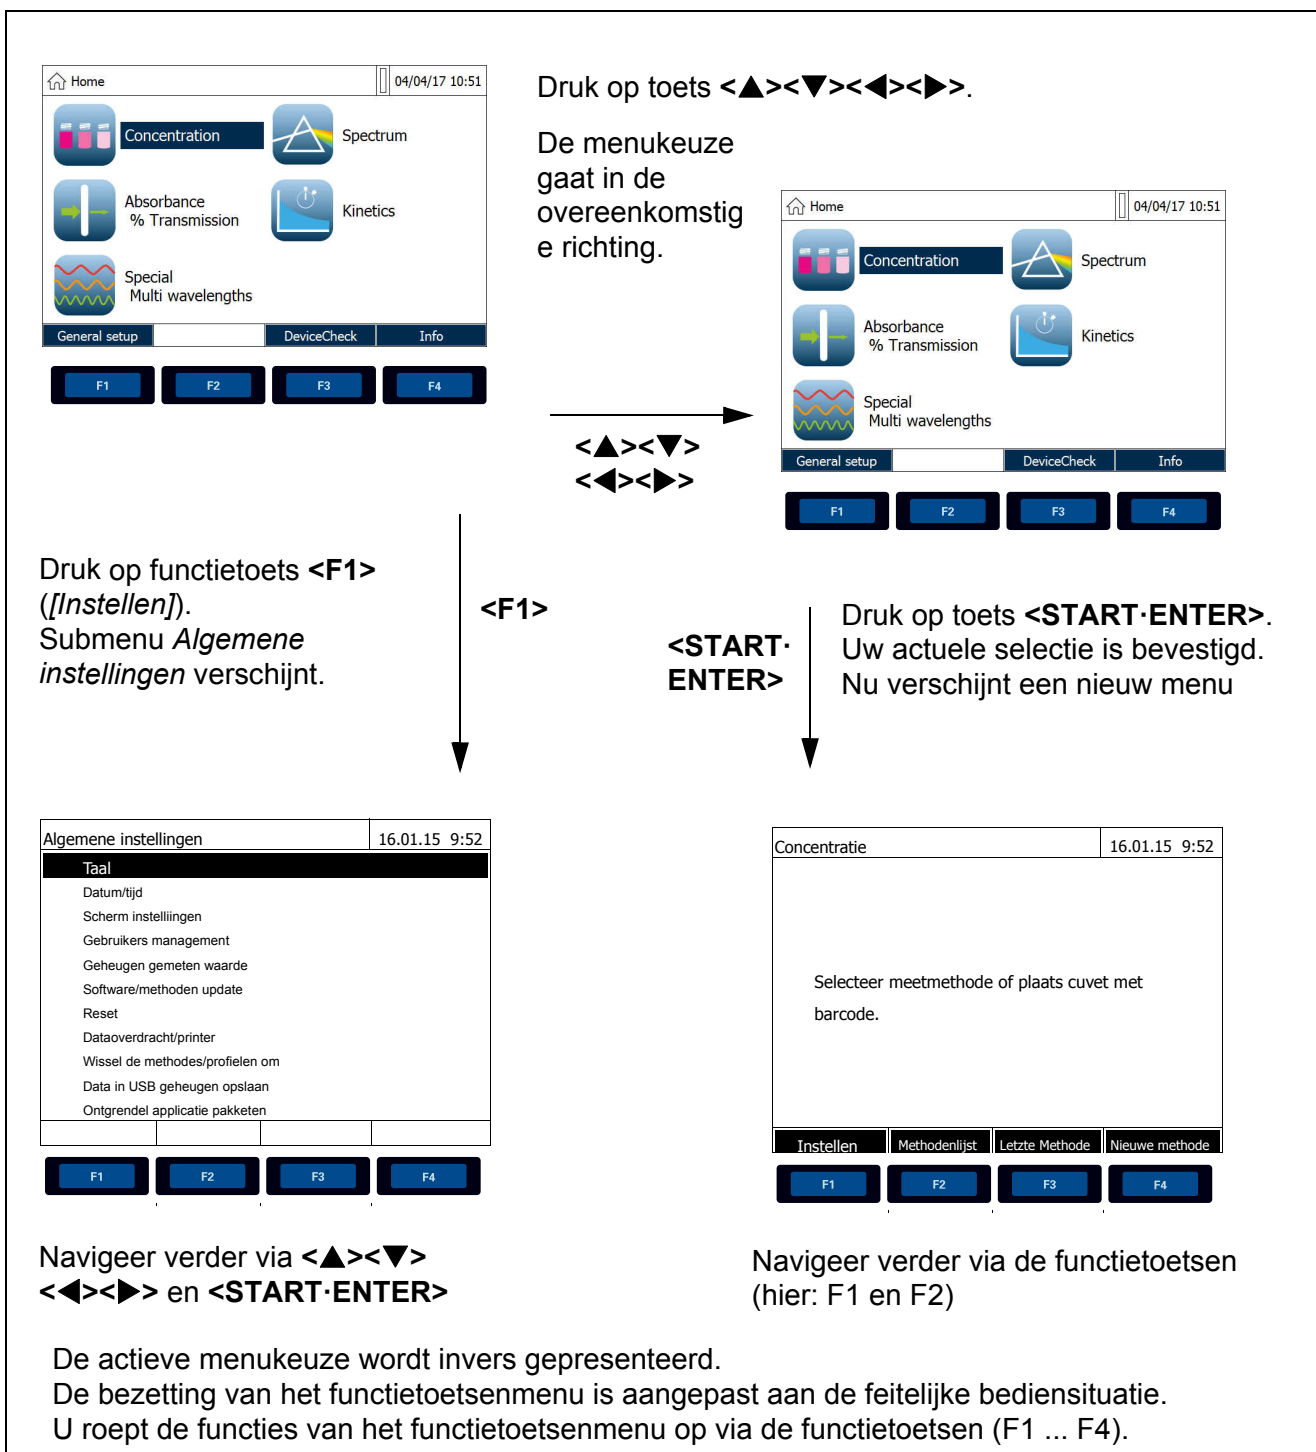 Home 04/04/17 10:51
Concentration Spectrum
Absorbance
% Transmission
Kinetics
Special
Multi wavelengths
General setup DeviceCheck Info
F1 F2 F3 F4
Druk op toets <▲><▼><◀><▶>.
De menukeuze
gaat in de
overeenkomstig
e richting.
<▲><▼>
<◀><▶>
Home 04/04/17 10:51
Concentration Spectrum
Absorbance
% Transmission
Kinetics
Special
Multi wavelengths
General setup DeviceCheck Info
F1 F2 F3 F4
Druk op functietoets <F1>
([Instellen]).
Submenu Algemene
instellingen verschijnt.
<F1>
<START·
ENTER>
Druk op toets <START·ENTER>.
Uw actuele selectie is bevestigd.
Nu verschijnt een nieuw menu
Algemene instellingen 16.01.15 9:52
Taal
Datum/tijd
Scherm instelliingen
Gebruikers management
Geheugen gemeten waarde
Software/methoden update
Reset
Dataoverdracht/printer
Wissel de methodes/profielen om
Data in USB geheugen opslaan
Ontgrendel applicatie pakketen
F1 F2 F3 F4
Concentratie 16.01.15 9:52
Selecteer meetmethode of plaats cuvet met
barcode.
Instellen Methodenlijst Letzte Methode Nieuwe methode
F1 F2 F3 F4
Navigeer verder via <▲><▼>
<◀><▶> en <START·ENTER>
Navigeer verder via de functietoetsen
(hier: F1 en F2)
De actieve menukeuze wordt invers gepresenteerd.
De bezetting van het functietoetsenmenu is aangepast aan de feitelijke bediensituatie.
U roept de functies van het functietoetsenmenu op via de functietoetsen (F1 ... F4).